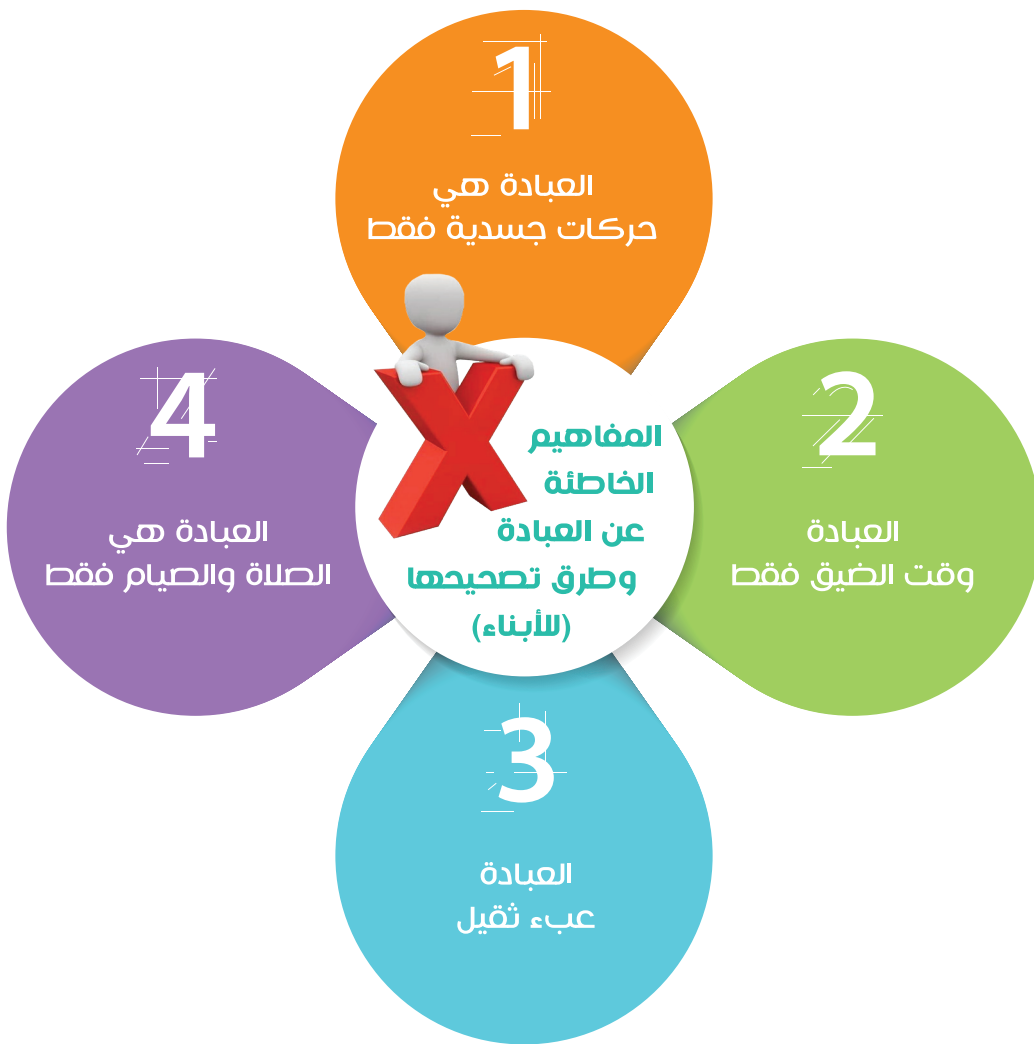 1
العبادة هي
حركات جسدية فقط
2
العبادة
وقت الضيق فقط
3
العبادة
عبء ثقيل
4
العبادة هي
الصلاة والصيام فقط
المفاهيم
الخاطئة
عن العبادة
وطرق تصحيحها
(للأبناء)